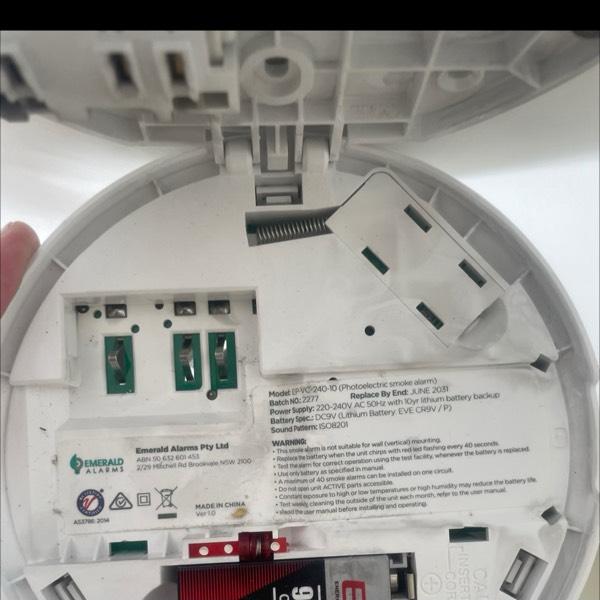 Model: EP-VC-240-10 (Photoelectric smoke alarm)
Batch NO.: 2277 Replace By End: JUNE 2031
Power Supply: 220-240V AC 50Hz with 10yr lithium battery backup
Battery Spec.: DC9V (Lithium Battery: EVE CR9V / P)
Sound Pattern: ISO8201
WARNING:
• This smoke alarm is not suitable for wall (vertical) mounting.
• Replace the battery when the unit chirps with red led flashing every 40 seconds.
• Test the alarm for correct operation using the test facility, whenever the battery is replaced.
• Use only battery as specified in manual.
• A maximum of 40 smoke alarms can be installed on one circuit.
• Do not open unit ACTIVE parts accessible.
• Constant exposure to high or low temperatures or high humidity may reduce the battery life.
• Test weekly, cleaning the outside of the unit each month, refer to the user manual.
• Read the user manual before installing and operating.
EMERALD
ALARMS
Emerald Alarms Pty Ltd
ABN 50 632 601 453
2/29 Mitchell Rd Brookvale NSW 2100
AS3786: 2014
MADE IN CHINA
Ver 1.0
9